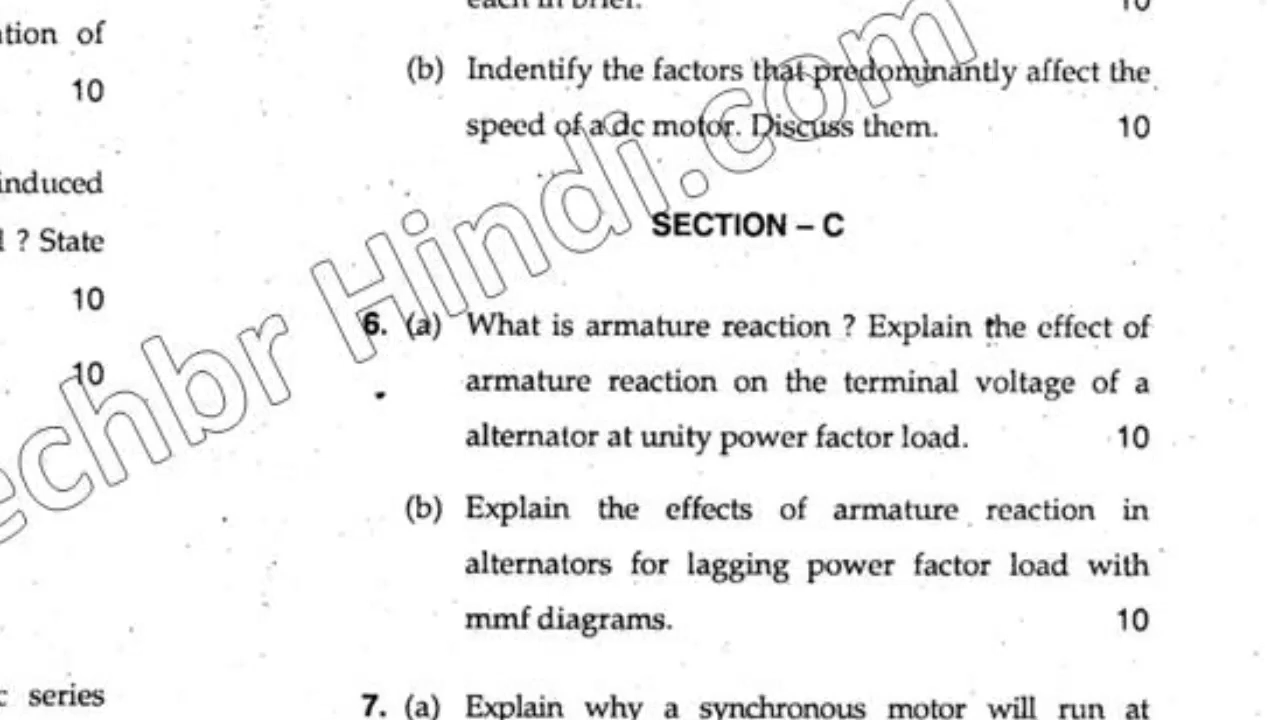 ation of
10
induced
? State
10
10
c series
each in brief.
10
(b) Indentify the factors that predominantly affect the
speed of a dc motor. Discuss them.
10
SECTION – C
6. (a) What is armature reaction ? Explain the effect of
armature reaction on the terminal voltage of a
alternator at unity power factor load.
10
(b) Explain the effects of armature reaction in
alternators for lagging power factor load with
mmf diagrams.
10
7. (a) Explain why a synchronous motor will run at
echbr Hindi.com